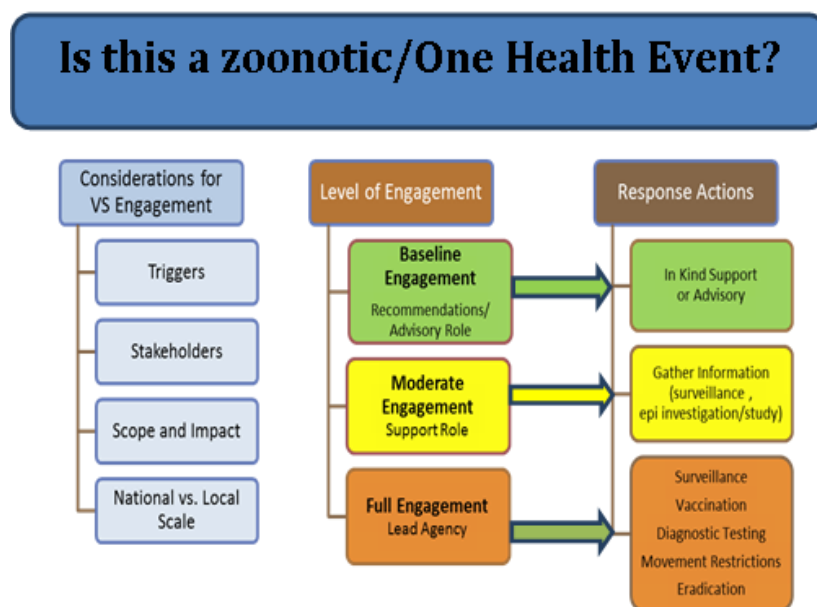 Is this a zoonotic/One Health Event?
Considerations for
VS Engagement
Triggers
Stakeholders
Scope and Impact
National vs. Local
Scale
Level of Engagement
Baseline
Engagement
Recommendations/
Advisory Role
Moderate
Engagement
Support Role
Full Engagement
Lead Agency
Response Actions
In Kind Support
or Advisory
Gather Information
(surveillance ,
epi investigation/study)
Surveillance
Vaccination
Diagnostic Testing
Movement Restrictions
Eradication